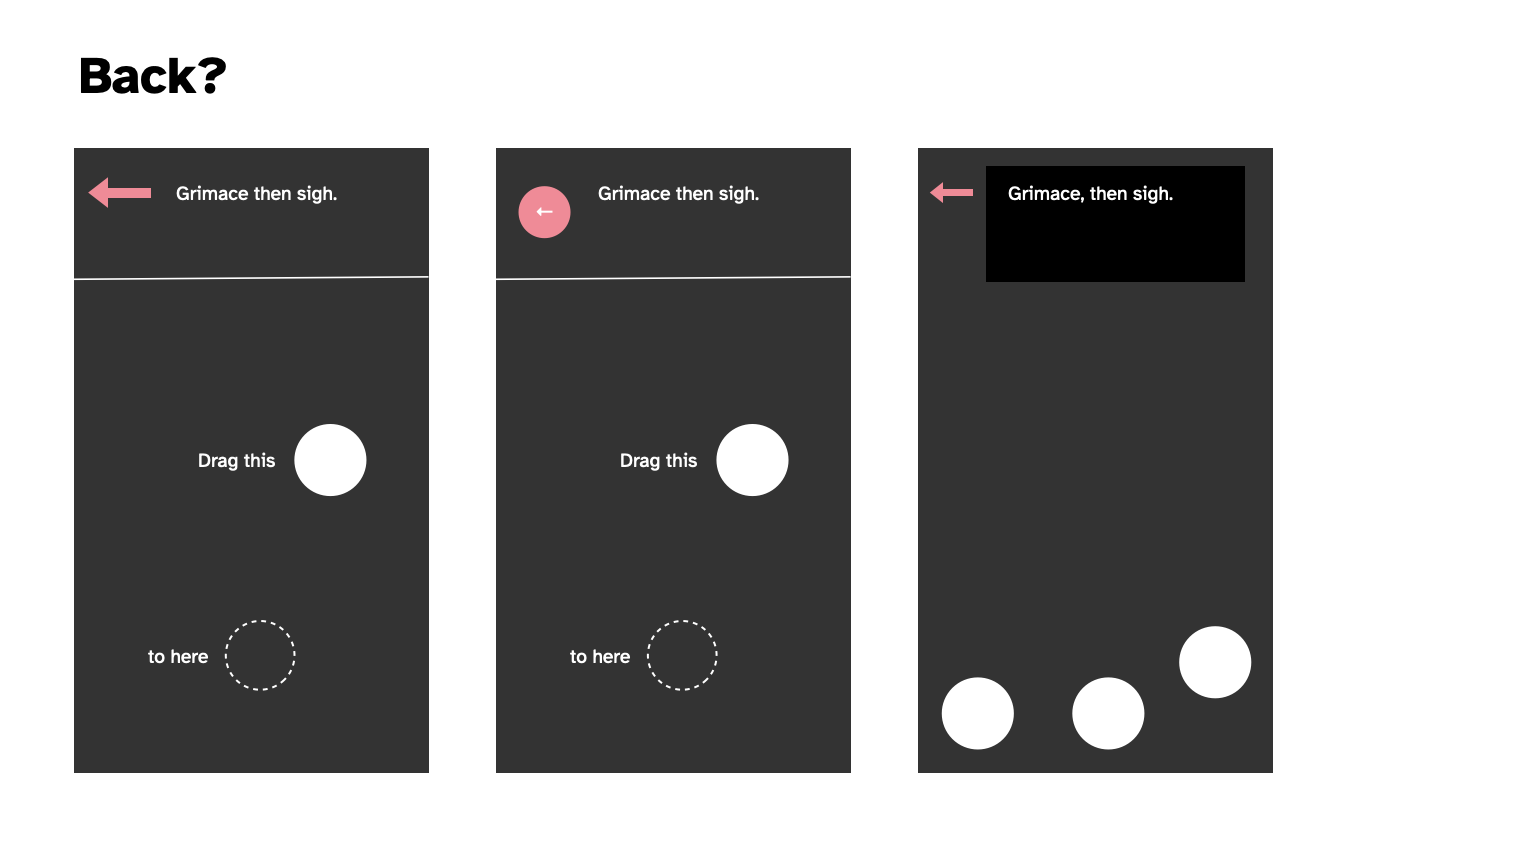 Back?
Grimace then sigh.
Drag this
to here
Grimace then sigh.
Drag this
to here
Grimace, then sigh.